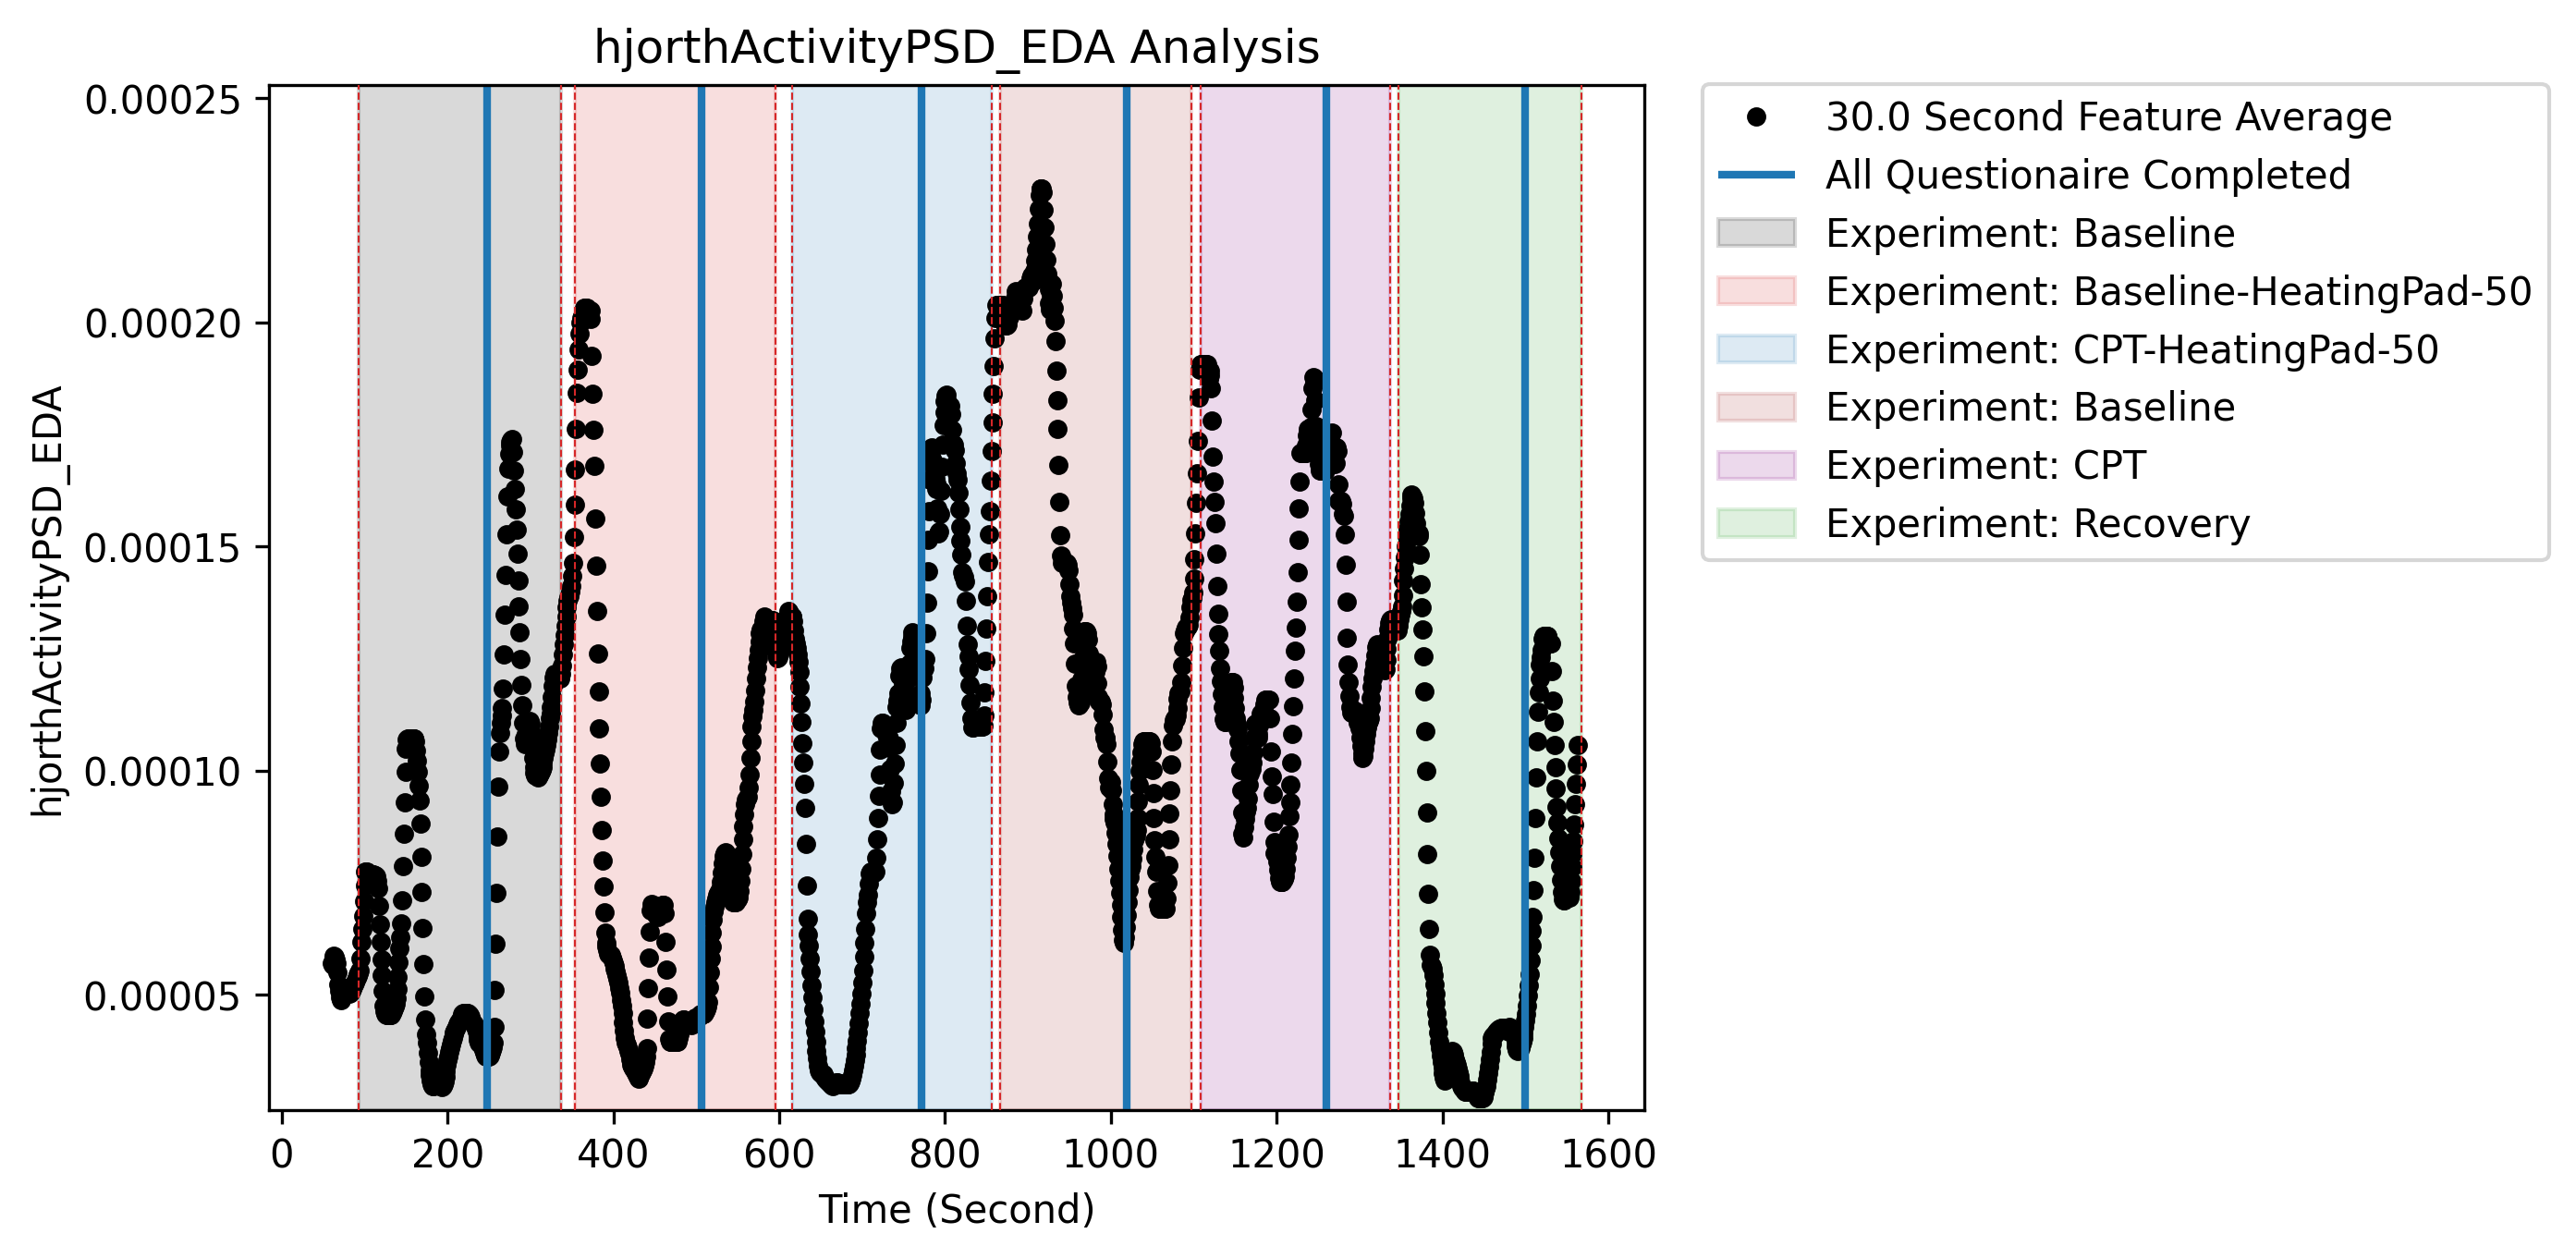 hjorthActivityPSD_EDA Analysis
0.00025
0.00020
0.00015
0.00010
0.00005
hjorthActivityPSD_EDA
0 200 400 600 800 1000 1200 1400 1600
Time (Second)
30.0 Second Feature Average
All Questionaire Completed
Experiment: Baseline
Experiment: Baseline-HeatingPad-50
Experiment: CPT-HeatingPad-50
Experiment: Baseline
Experiment: CPT
Experiment: Recovery